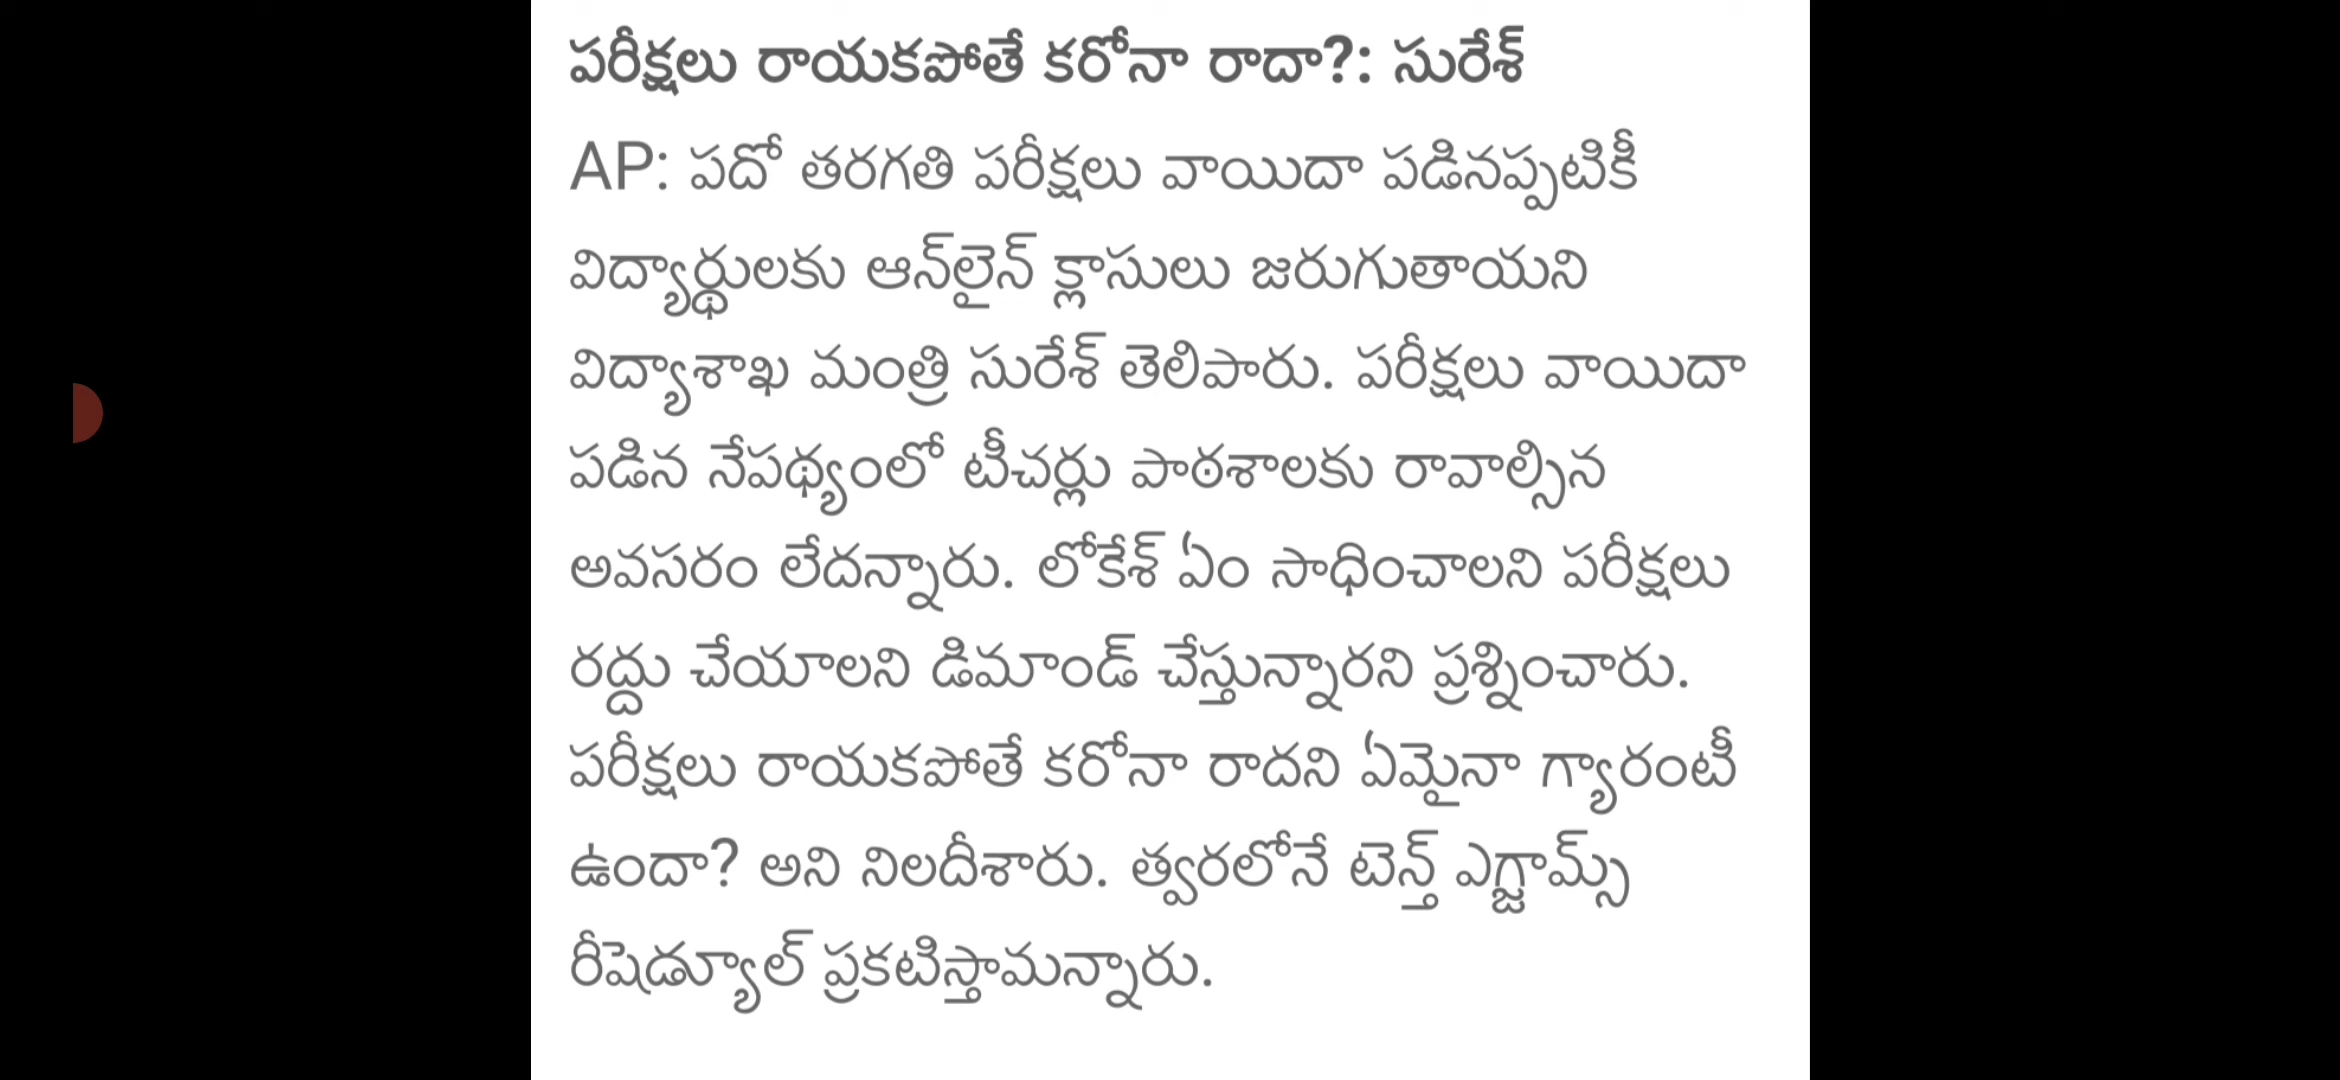 పరీక్షలు రాయకపోతే కరోనా రాదా?: సురేశ్
AP: పదో తరగతి పరీక్షలు వాయిదా పడినప్పటికీ
విద్యార్థులకు ఆన్‌లైన్ క్లాసులు జరుగుతాయని
విద్యాశాఖ మంత్రి సురేశ్ తెలిపారు. పరీక్షలు వాయిదా
పడిన నేపథ్యంలో టీచర్లు పాఠశాలకు రావాల్సిన
అవసరం లేదన్నారు. లోకేశ్ ఏం సాధించాలని పరీక్షలు
రద్దు చేయాలని డిమాండ్ చేస్తున్నారని ప్రశ్నించారు.
పరీక్షలు రాయకపోతే కరోనా రాదని ఏమైనా గ్యారంటీ
ఉందా? అని నిలదీశారు. త్వరలోనే టెన్త్ ఎగ్జామ్స్
రీషెడ్యూల్ ప్రకటిస్తామన్నారు.